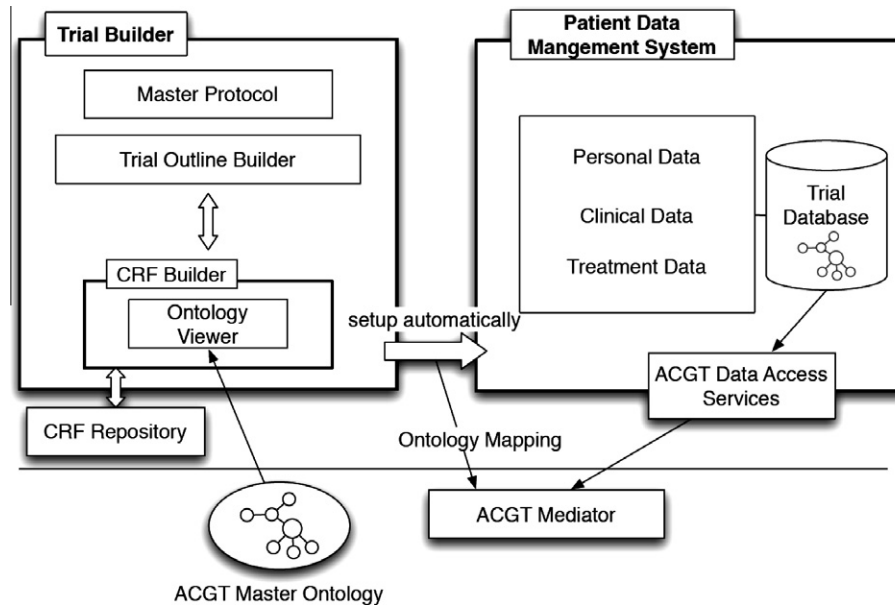 Trial Builder
Master Protocol
Trial Outline Builder
CRF Builder
Ontology
Viewer
CRF Repository
setup automatically
Ontology Mapping
Patient Data
Mangement System
Personal Data
Clinical Data
Treatment Data
Trial
Database
ACGT Data Access
Services
ACGT Mediator
ACGT Master Ontology